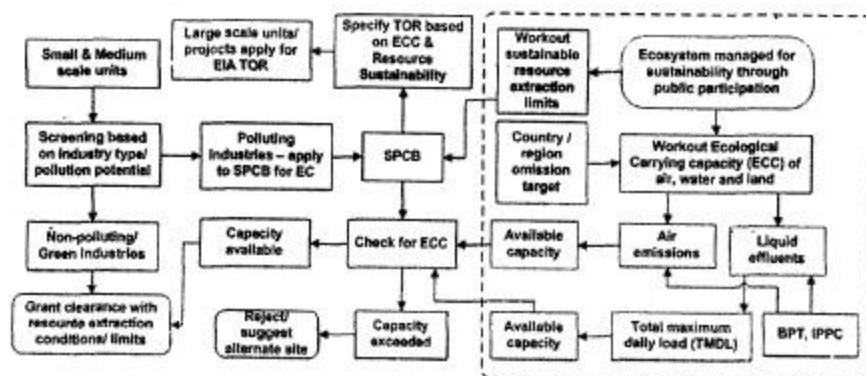 Small & Medium
scale units
Large scale units/
projects apply for
EIA TOR
Specify TOR based
on ECC &
Resource
Sustainability
Workout
sustainable
resource
extraction
limits
Ecosystem managed for
sustainability through
public participation
Screening based
on industry type/
pollution potential
Polluting
industries – apply
to SPCB for EC
SPCB
Country /
region
omission
target
Workout Ecological
Carrying capacity (ECC) of
air, water and land
Non-polluting/
Green Industries
Capacity
available
Check for ECC
Available
capacity
Air
emissions
Liquid
effluents
Grant clearance with
resource extraction
conditions/ limits
Reject/
suggest
alternate site
Capacity
exceeded
Available
capacity
Total maximum
daily load (TMDL)
BPT, IPPC